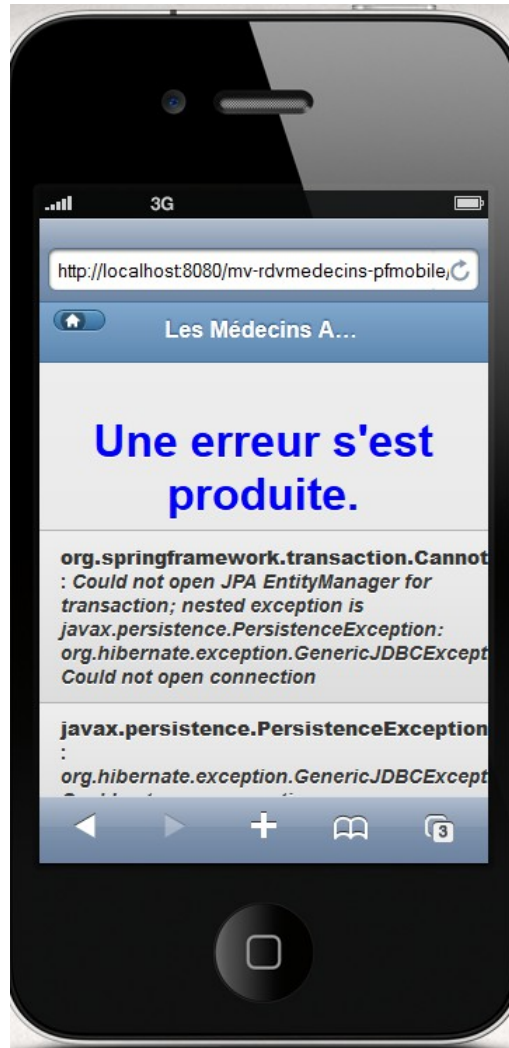 3G
http://localhost:8080/mv-rdvmedecins-pfmobile/
Les Médecins A...
Une erreur s'est
produite.
org.springframework.transaction.Cannot
: Could not open JPA EntityManager for
transaction; nested exception is
javax.persistence.PersistenceException:
org.hibernate.exception.GenericJDBCExcept
Could not open connection
javax.persistence.PersistenceException
:
org.hibernate.exception.GenericJDBCExcept
3